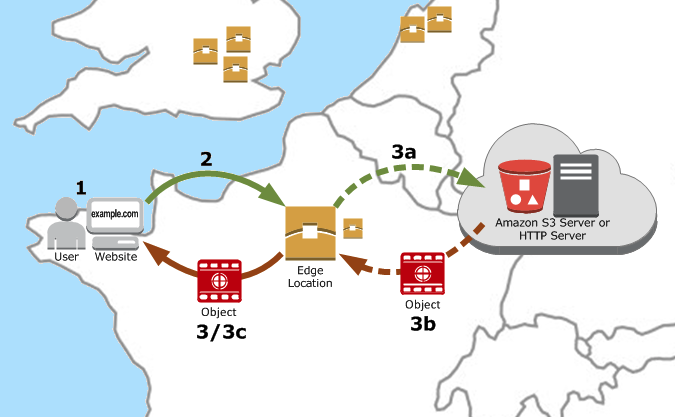 1
2
3a
example.com
User
Website
Edge
Location
Amazon S3 Server or
HTTP Server
Object
3/3c
Object
3b